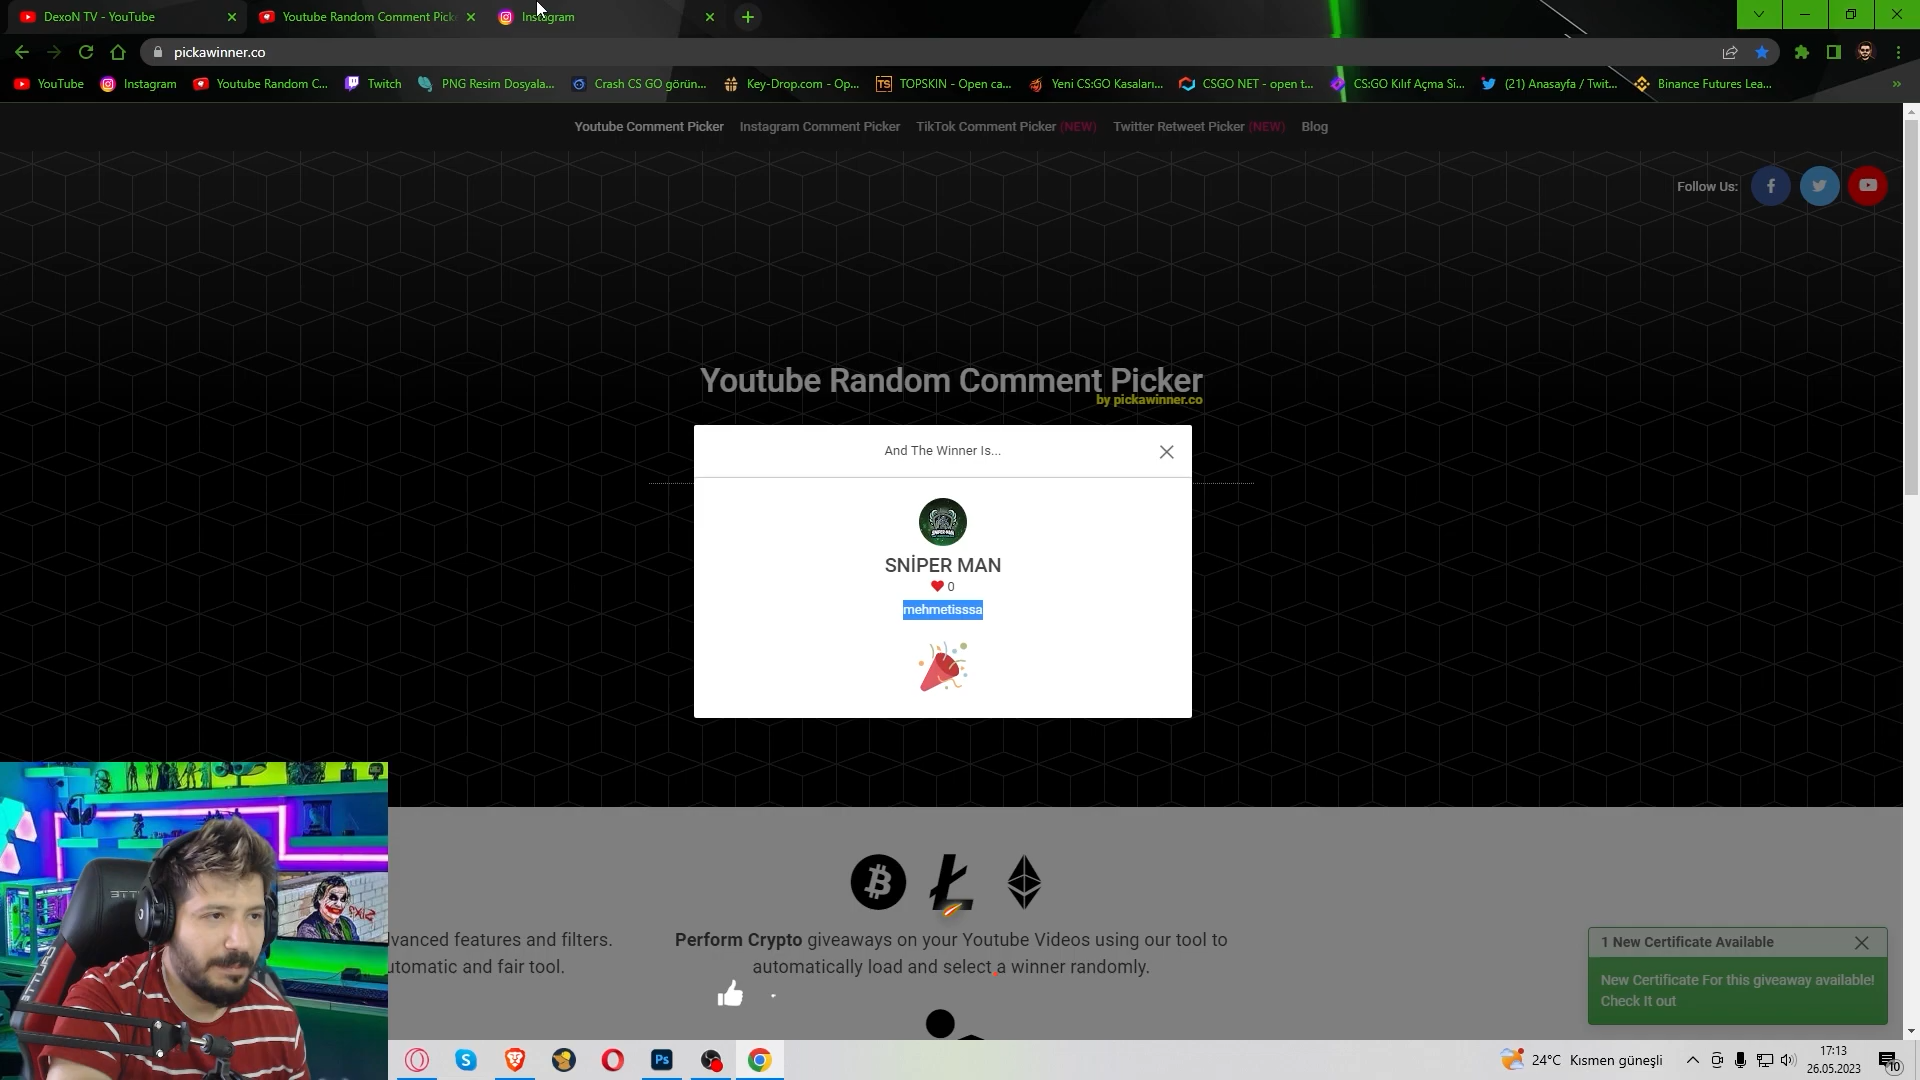 DexoN TV - YouTube
Youtube Random Comment Pick
Instagram
pickawinner.co
YouTube
Instagram
Youtube Random C...
Twitch
PNG Resim Dosyala...
Crash CS GO görün...
Key-Drop.com - Op...
TOPSKIN - Open ca...
Yeni CS:GO Kasaları...
CSGO NET - open t...
CS:GO Kılıf Açma Si...
(21) Anasayfa / Twit...
Binance Futures Lea...
Youtube Comment Picker
Instagram Comment Picker
TikTok Comment Picker (NEW)
Twitter Retweet Picker (NEW)
Blog
Follow Us:
Youtube Random Comment Picker
by pickawinner.co
And The Winner Is...
SNİPER MAN
0
mehmetisssa
vanced features and filters.
utomatic and fair tool.
Perform Crypto giveaways on your Youtube Videos using our tool to
automatically load and select a winner randomly.
1 New Certificate Available
New Certificate For this giveaway available!
Check It out
24°C Kısmen güneşli
17:13
26.05.2023
10